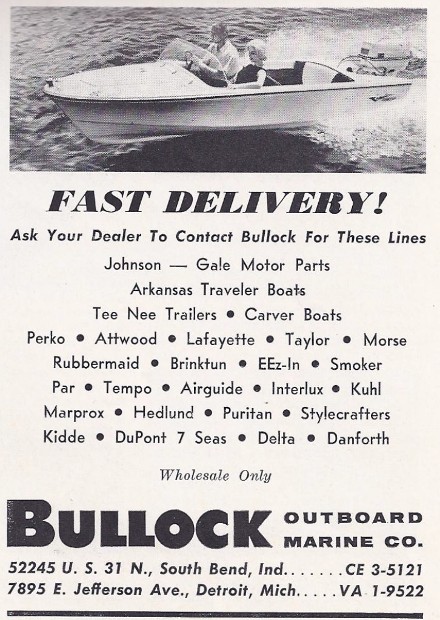 FAST DELIVERY!
Ask Your Dealer To Contact Bullock For These Lines
Johnson — Gale Motor Parts
Arkansas Traveler Boats
Tee Nee Trailers • Carver Boats
Perko • Attwood • Lafayette • Taylor • Morse
Rubbermaid • Brinktun • EEz-In • Smoker
Par • Tempo • Airguide • Interlux • Kuhl
Marprox • Hedlund • Puritan • Stylecrafters
Kidde • DuPont 7 Seas • Delta • Danforth
Wholesale Only
BULLOCK OUTBOARD MARINE CO.
52245 U. S. 31 N., South Bend, Ind.......CE 3-5121
7895 E. Jefferson Ave., Detroit, Mich.....VA 1-9522